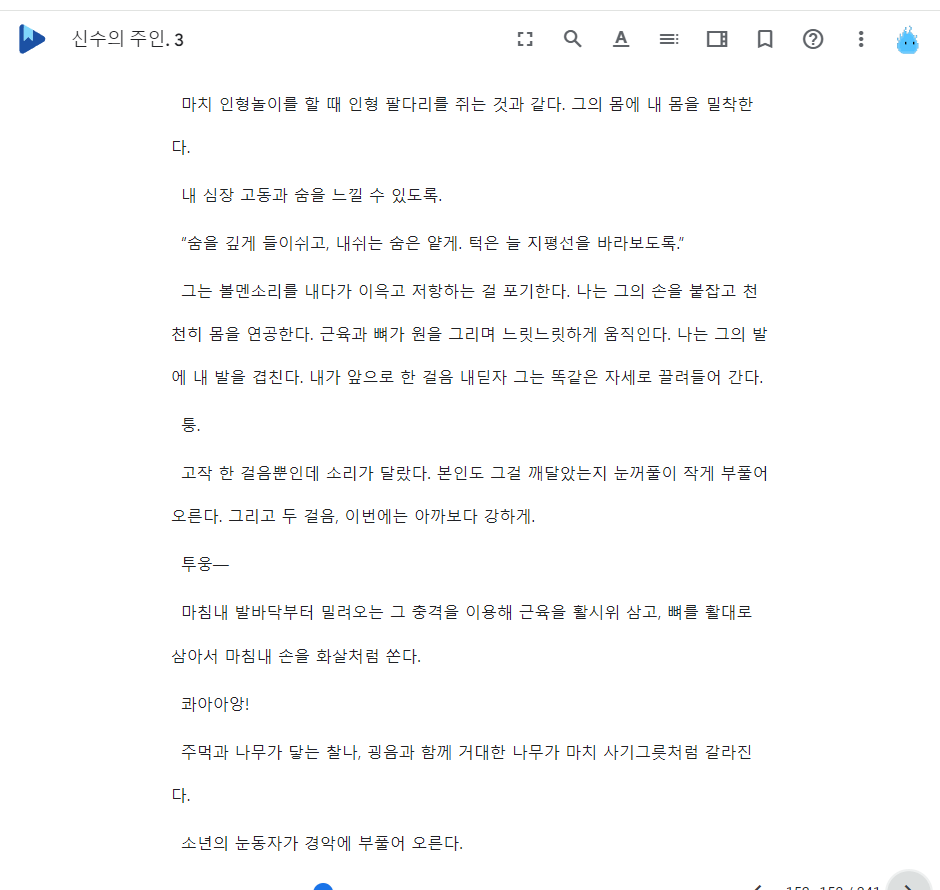 신수의 주인. 3
마치 인형놀이를 할 때 인형 팔다리를 쥐는 것과 같다. 그의 몸에 내 몸을 밀착한
다.
내 심장 고동과 숨을 느낄 수 있도록.
"숨을 깊게 들이쉬고, 내쉬는 숨은 얕게. 턱은 늘 지평선을 바라보도록."
그는 볼멘소리를 내다가 이윽고 저항하는 걸 포기한다. 나는 그의 손을 붙잡고 천
천히 몸을 연공한다. 근육과 뼈가 원을 그리며 느릿느릿하게 움직인다. 나는 그의 발
에 내 발을 겹친다. 내가 앞으로 한 걸음 내딛자 그는 똑같은 자세로 끌려들어 간다.
퉁.
고작 한 걸음뿐인데 소리가 달랐다. 본인도 그걸 깨달았는지 눈꺼풀이 작게 부풀어
오른다. 그리고 두 걸음, 이번에는 아까보다 강하게.
투웅―
마침내 발바닥부터 밀려오는 그 충격을 이용해 근육을 활시위 삼고, 뼈를 활대로
삼아서 마침내 손을 화살처럼 쏜다.
콰아아앙!
주먹과 나무가 닿는 찰나, 굉음과 함께 거대한 나무가 마치 사기그릇처럼 갈라진
다.
소년의 눈동자가 경악에 부풀어 오른다.